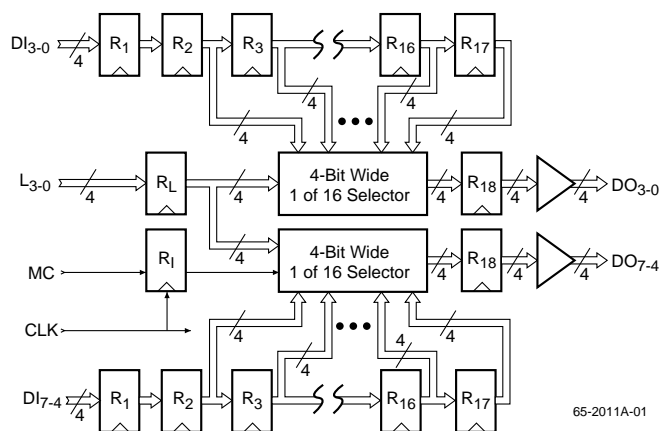 DI3-0 4 R1 R2 R3 R16 R17
4 4 4 4
L3-0 4 RL 4 4-Bit Wide 1 of 16 Selector 4 R18 4 4 DO3-0
4 4-Bit Wide 1 of 16 Selector 4 R18 4 4 DO7-4
MC RI
CLK
4 4 4 4
DI7-4 4 R1 R2 R3 R16 R17
65-2011A-01